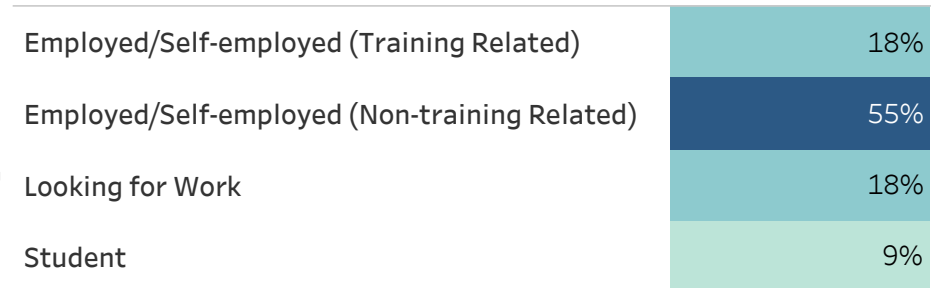 Employed/Self-employed (Training Related) 18%
Employed/Self-employed (Non-training Related) 55%
Looking for Work 18%
Student 9%